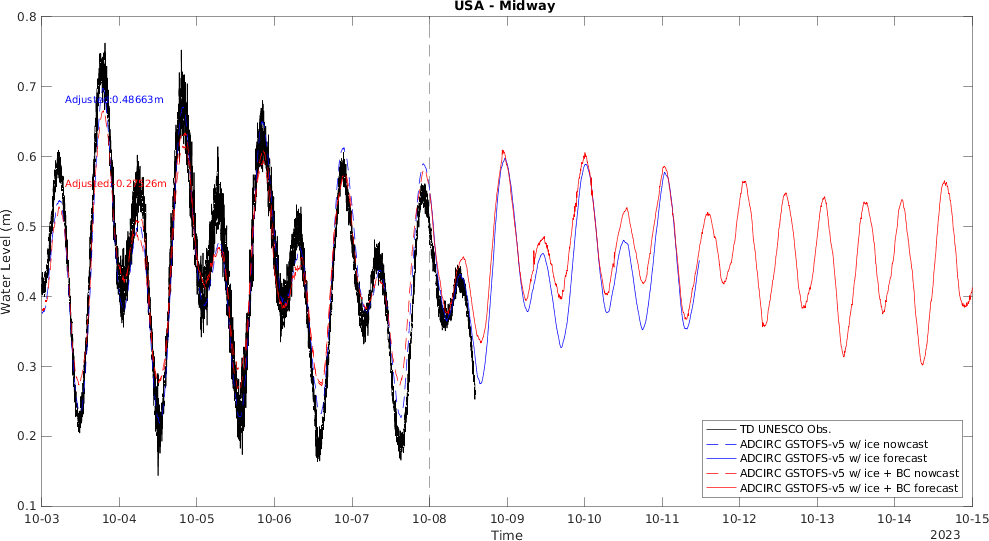 USA - Midway
0.8
0.7
0.6
0.5
0.4
0.3
0.2
0.1
Water Level (m)
Adjusted:0.48663m
TD UNESCO Obs.
ADCIRC GSTOFS-v5 w/ ice nowcast
ADCIRC GSTOFS-v5 w/ ice forecast
ADCIRC GSTOFS-v5 w/ ice + BC nowcast
ADCIRC GSTOFS-v5 w/ ice + BC forecast
10-03 10-04 10-05 10-06 10-07 10-08 10-09 10-10 10-11 10-12 10-13 10-14 10-15
Time
2023